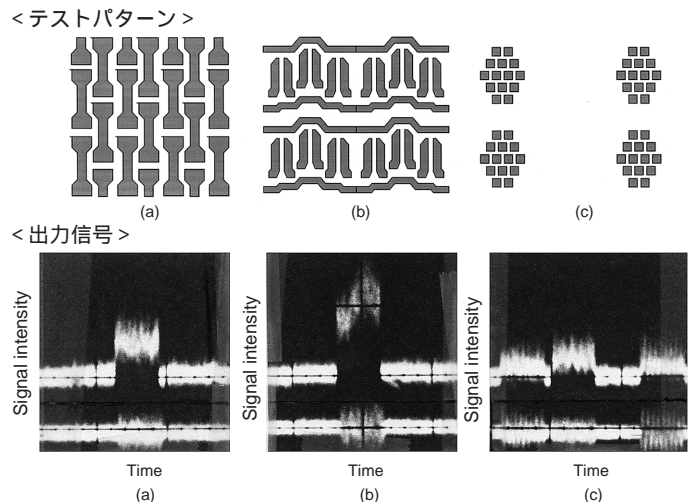 <テストパターン>
(a) (b) (c)
<出力信号>
Signal intensity Signal intensity Signal intensity
Time Time Time
(a) (b) (c)